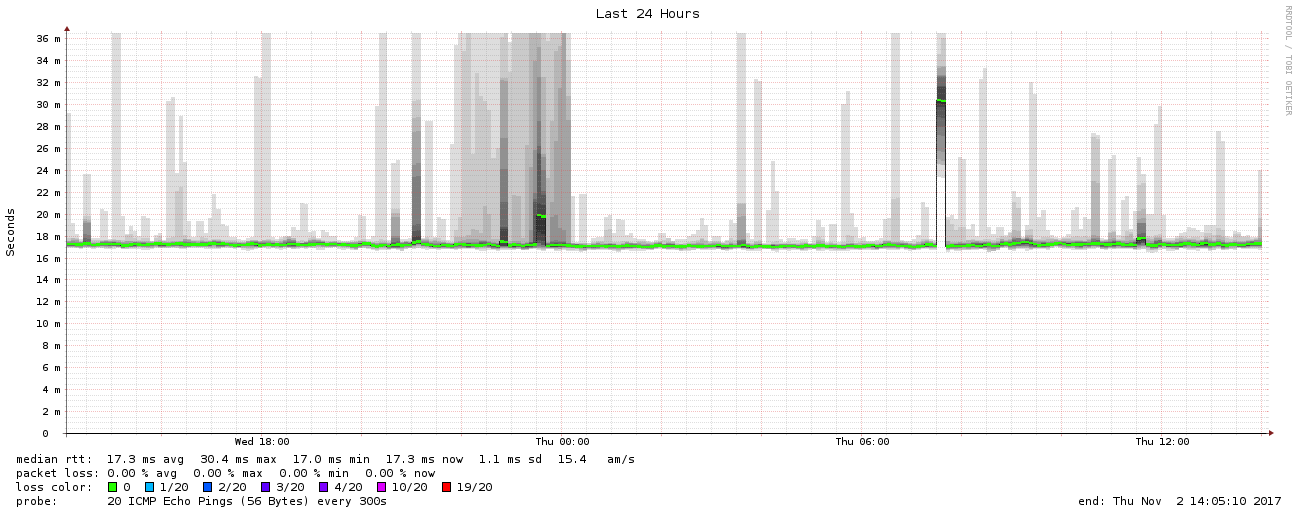 Last 24 Hours
RRDTOOL / TOBI OETIKER
Seconds
36 m
34 m
32 m
30 m
28 m
26 m
24 m
22 m
20 m
18 m
16 m
14 m
12 m
10 m
8 m
6 m
4 m
2 m
0
Wed 18:00 Thu 00:00 Thu 06:00 Thu 12:00
median rtt: 17.3 ms avg 30.4 ms max 17.0 ms min 17.3 ms now 1.1 ms sd 15.4 am/s
packet loss: 0.00 % avg 0.00 % max 0.00 % min 0.00 % now
loss color: 0 1/20 2/20 3/20 4/20 10/20 19/20
probe: 20 ICMP Echo Pings (56 Bytes) every 300s end: Thu Nov 2 14:05:10 2017